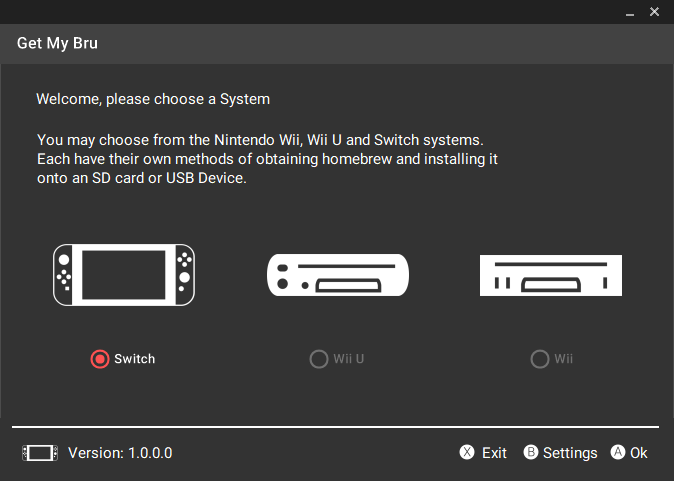 Get My Bru
Welcome, please choose a System
You may choose from the Nintendo Wii, Wii U and Switch systems.
Each have their own methods of obtaining homebrew and installing it
onto an SD card or USB Device.
Switch Wii U Wii
Version: 1.0.0.0 X Exit B Settings A Ok